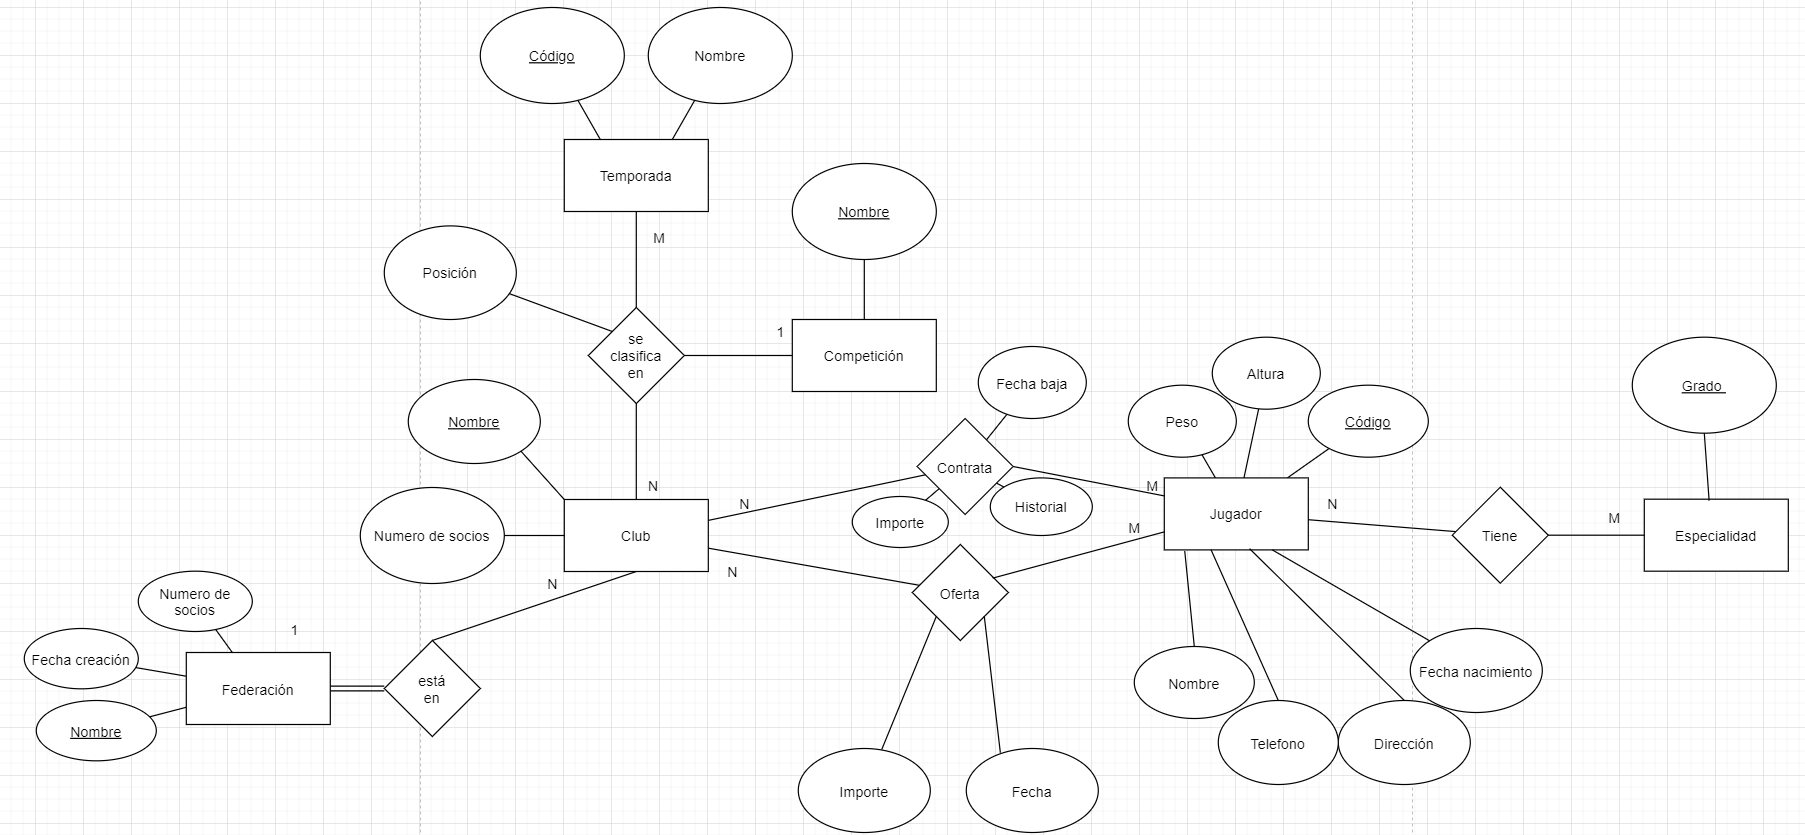 Código
Nombre
Temporada
M
Nombre
Posición
1
se
clasifica
en
Competición
Altura
Fecha baja
Grado
Peso
Código
Nombre
Contrata
N
N
M
Historial
N
M
Importe
Jugador
M
Numero de socios
Club
Tiene
Especialidad
N
N
Oferta
Numero de
socios
1
Fecha creación
Federación
está
en
Fecha nacimiento
Nombre
Nombre
Telefono
Dirección
Importe
Fecha